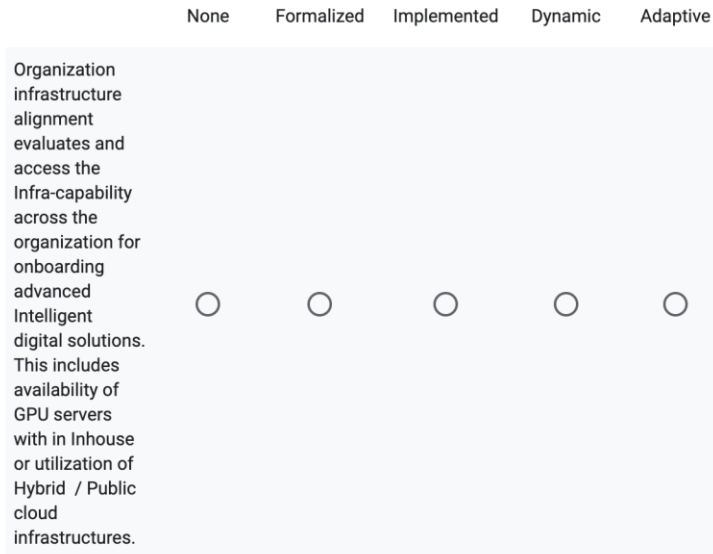 None Formalized Implemented Dynamic Adaptive
Organization
infrastructure
alignment
evaluates and
access the
Infra-capability
across the
organization for
onboarding
advanced
Intelligent
digital solutions.
This includes
availability of
GPU servers
with in Inhouse
or utilization of
Hybrid / Public
cloud
infrastructures.